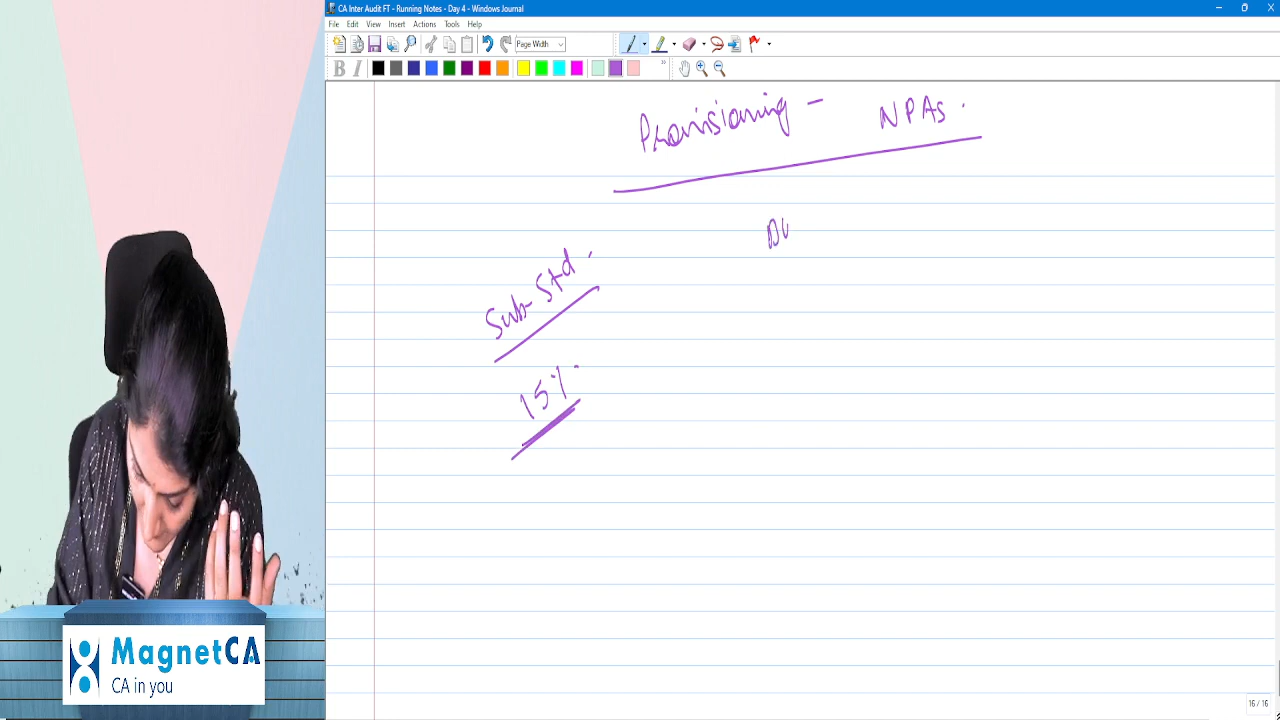 CA Inter Audit FT - Running Notes - Day 4 - Windows Journal
File Edit View Insert Actions Tools Help
Page Width
B I
Provisioning - NPAs.
Sub-Std.
15%.
MagnetCA
CA in you
16 / 16